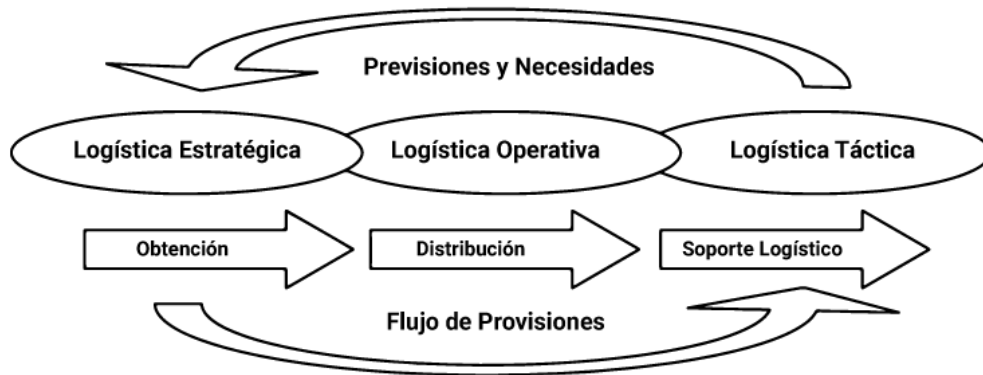 Previsiones y Necesidades
Logística Estratégica
Logística Operativa
Logística Táctica
Obtención
Distribución
Soporte Logístico
Flujo de Provisiones